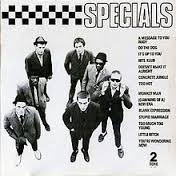 SPECIALS
A MESSAGE TO YOU
RUDY
DO THE DOG
IT'S UP TO YOU
NITE KLUB
DOESN'T MAKE IT
ALRIGHT
CONCRETE JUNGLE
TOO HOT
MONKEY MAN
(DAWNING OF A)
NEW ERA
BLANK EXPRESSION
STUPID MARRIAGE
TOO MUCH TOO
YOUNG
LITTLE BITCH
YOU'RE WONDERING
NOW
2
TONE